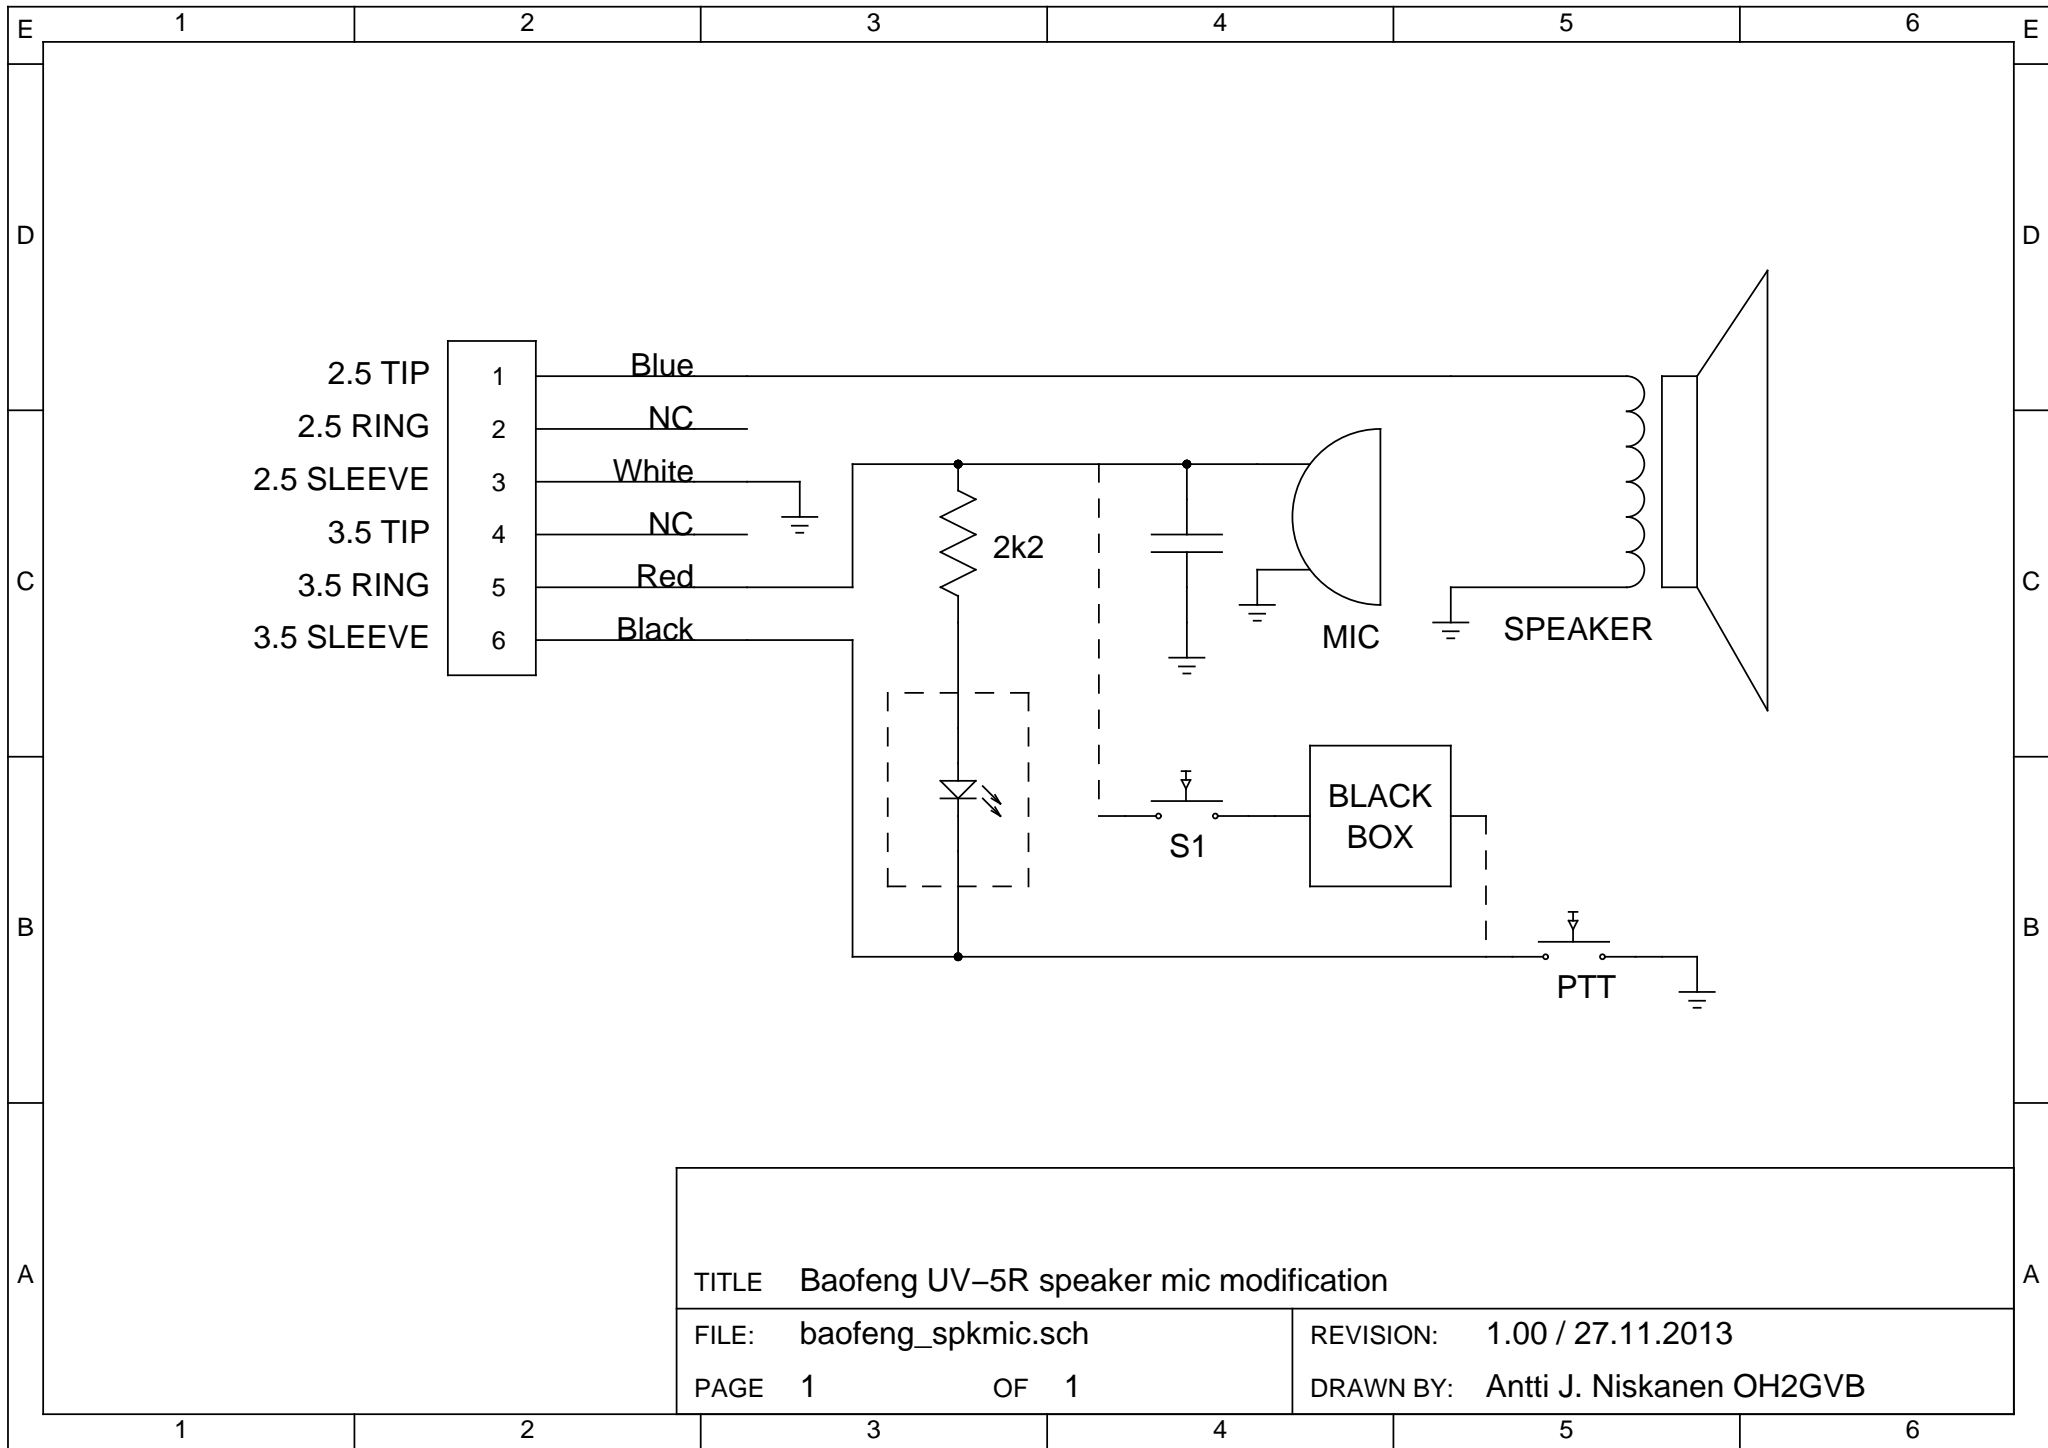 1 2 3 4 5 6
E E
D D
2.5 TIP 1 Blue
2.5 RING 2 NC
2.5 SLEEVE 3 White
3.5 TIP 4 NC
3.5 RING 5 Red
3.5 SLEEVE 6 Black
2k2
MIC
SPEAKER
C C
S1
BLACK
BOX
PTT
B B
A A
TITLE Baofeng UV−5R speaker mic modification
FILE: baofeng_spkmic.sch
REVISION: 1.00 / 27.11.2013
PAGE 1 OF 1
DRAWN BY: Antti J. Niskanen OH2GVB
1 2 3 4 5 6